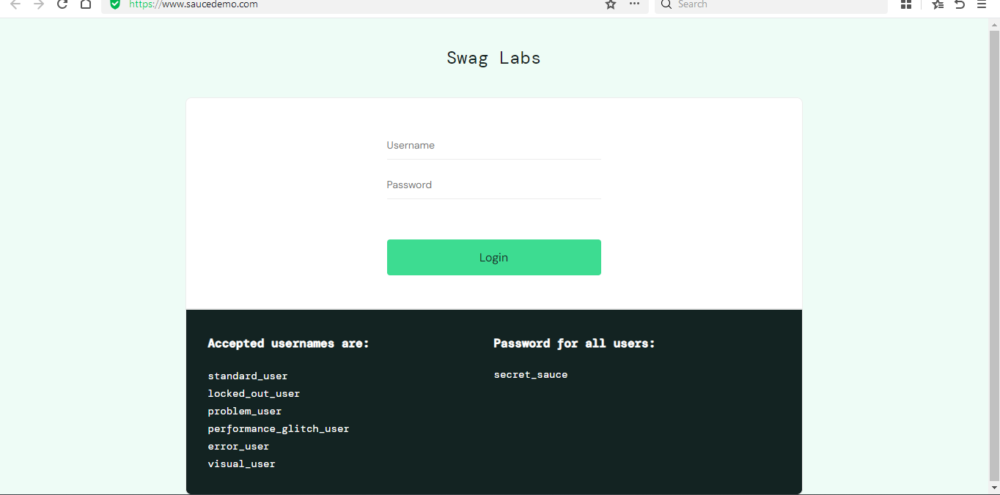 https://www.saucedemo.com
Search
Swag Labs
Username
Password
Login
Accepted usernames are:
standard_user
locked_out_user
problem_user
performance_glitch_user
error_user
visual_user
Password for all users:
secret_sauce